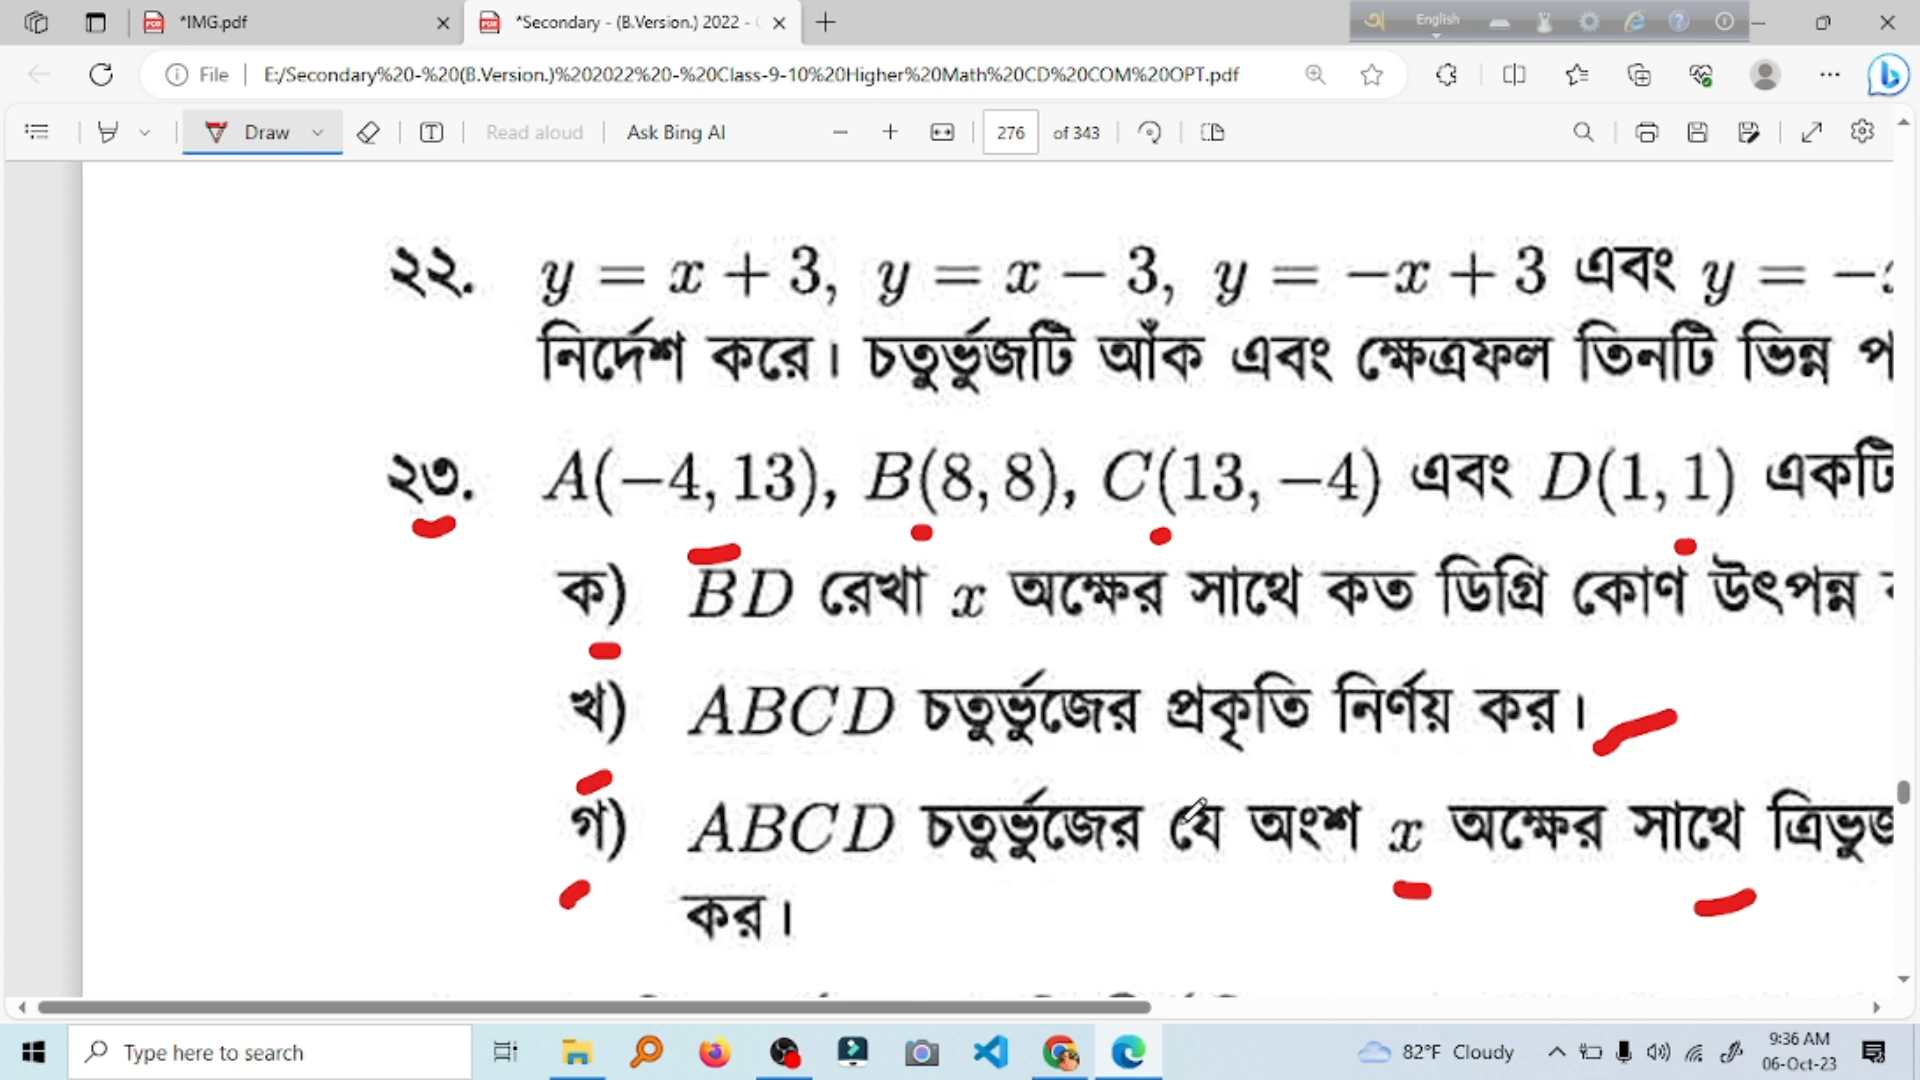 *IMG.pdf
*Secondary - (B.Version.) 2022 -
English
File
E:/Secondary%20-%20(B.Version.)%202022%20-%20Class-9-10%20Higher%20Math%20CD%20COM%20OPT.pdf
Draw
Read aloud
Ask Bing AI
276 of 343
২২. y = x + 3, y = x − 3, y = −x + 3 এবং y = −
নির্দেশ করে। চতুর্ভুজটি আঁক এবং ক্ষেত্রফল তিনটি ভিন্ন
২৩. A(−4, 13), B(8, 8), C(13, −4) এবং D(1, 1) একটি
ক) BD রেখা x অক্ষের সাথে কত ডিগ্রি কোণ উৎপন্ন
খ) ABCD চতুর্ভুজের প্রকৃতি নির্ণয় কর।
গ) ABCD চতুর্ভুজের যে অংশ x অক্ষের সাথে
কর।
Type here to search
82°F Cloudy
9:36 AM
06-Oct-23